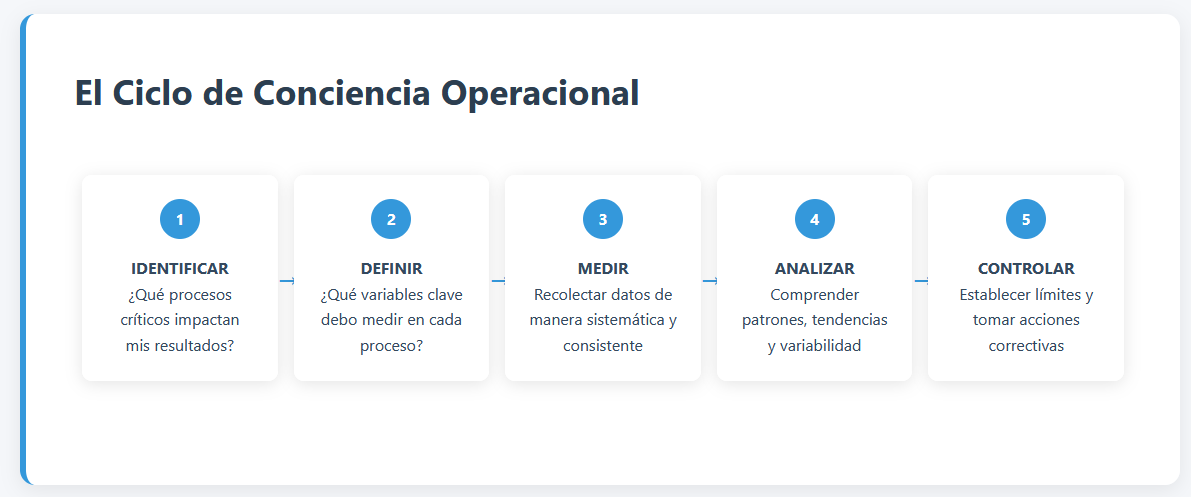 El Ciclo de Conciencia Operacional
1
IDENTIFICAR
¿Qué procesos
críticos impactan
mis resultados?
→
2
DEFINIR
¿Qué variables clave
debo medir en cada
proceso?
→
3
MEDIR
Recolectar datos de
manera sistemática y
consistente
→
4
ANALIZAR
Comprender
patrones, tendencias
y variabilidad
→
5
CONTROLAR
Establecer límites y
tomar acciones
correctivas